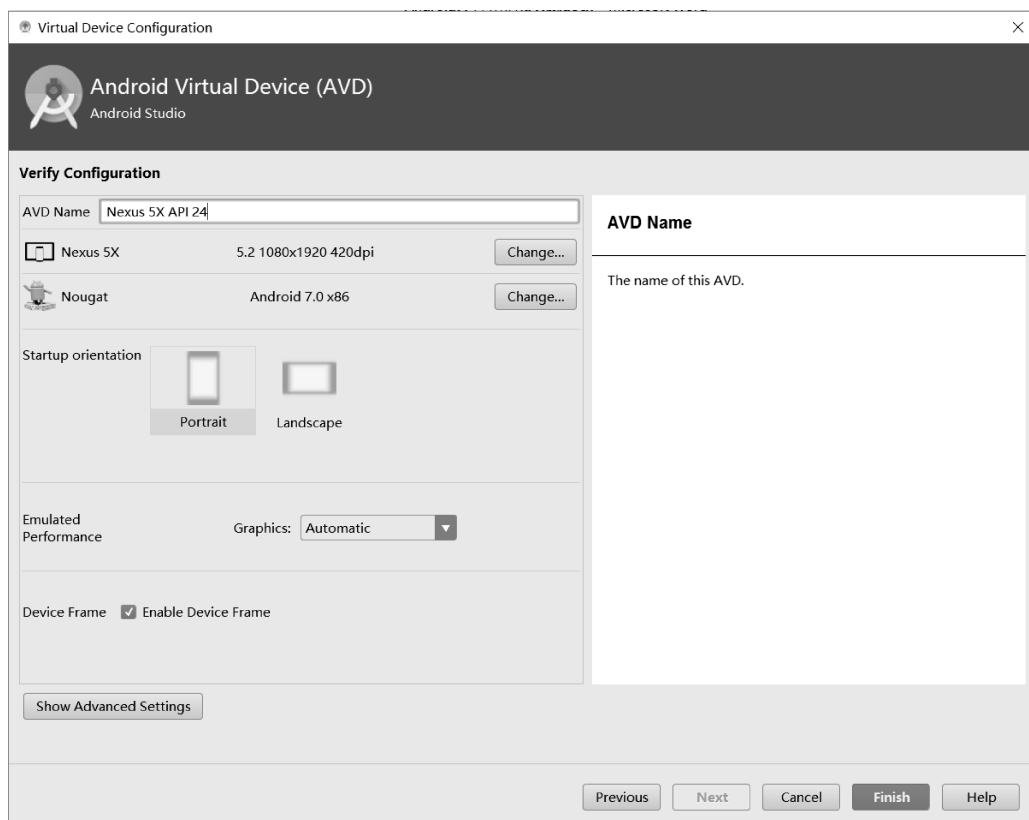 Virtual Device Configuration
Android Virtual Device (AVD)
Android Studio
Verify Configuration
AVD Name Nexus 5X API 24
Nexus 5X 5.2 1080x1920 420dpi Change...
Nougat Android 7.0 x86 Change...
Startup orientation
Portrait Landscape
Emulated
Performance
Graphics: Automatic
Device Frame Enable Device Frame
Show Advanced Settings
AVD Name
The name of this AVD.
Previous Next Cancel Finish Help